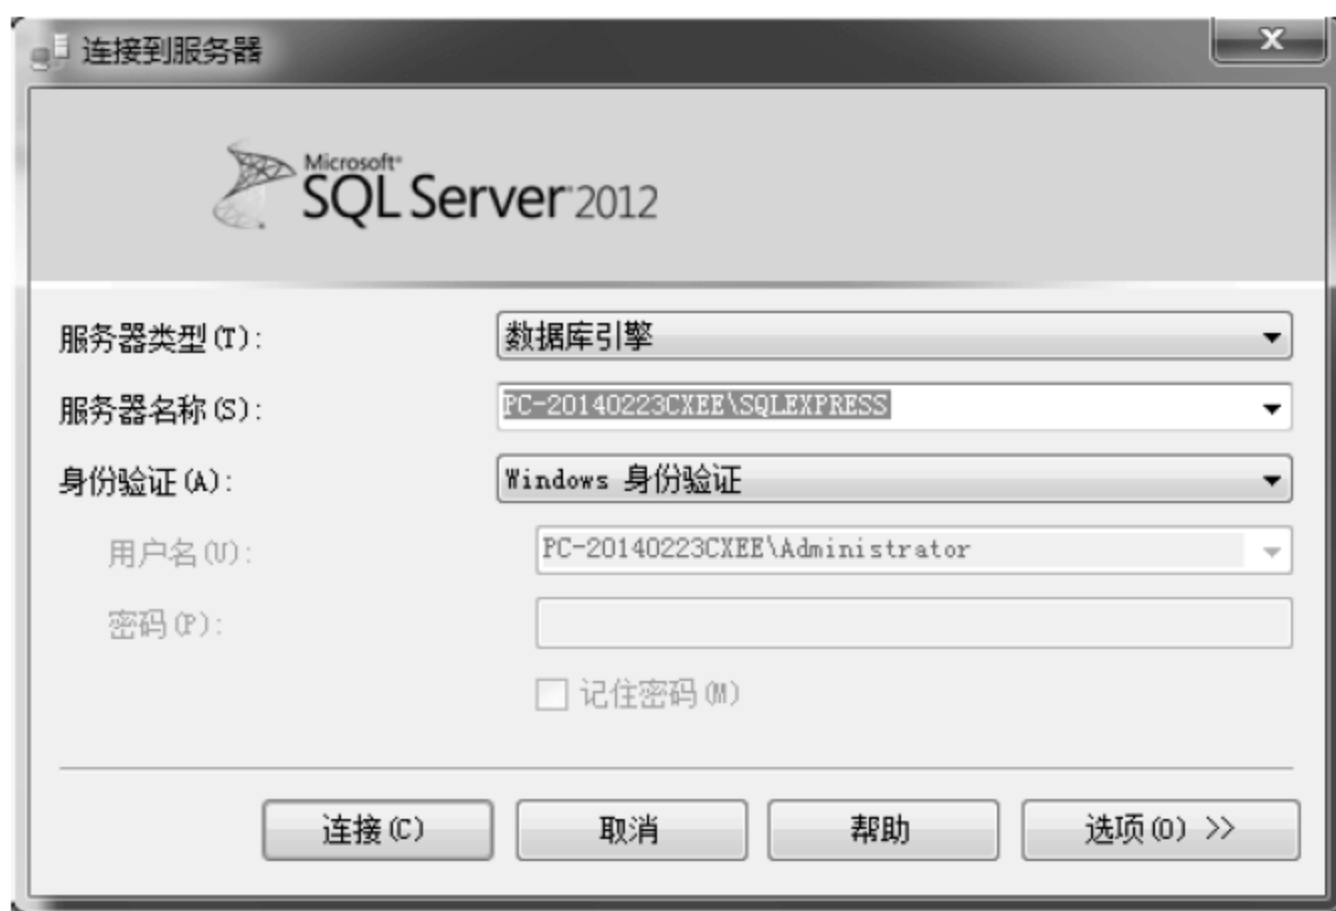 连接到服务器
Microsoft®
SQL Server 2012
服务器类型(T): 数据库引擎
服务器名称(S): PC-20140223CXEE\SQLEXPRESS
身份验证(A): Windows 身份验证
用户名(U): PC-20140223CXEE\Administrator
密码(P):
记住密码(M)
连接(C) 取消 帮助 选项(O) >>